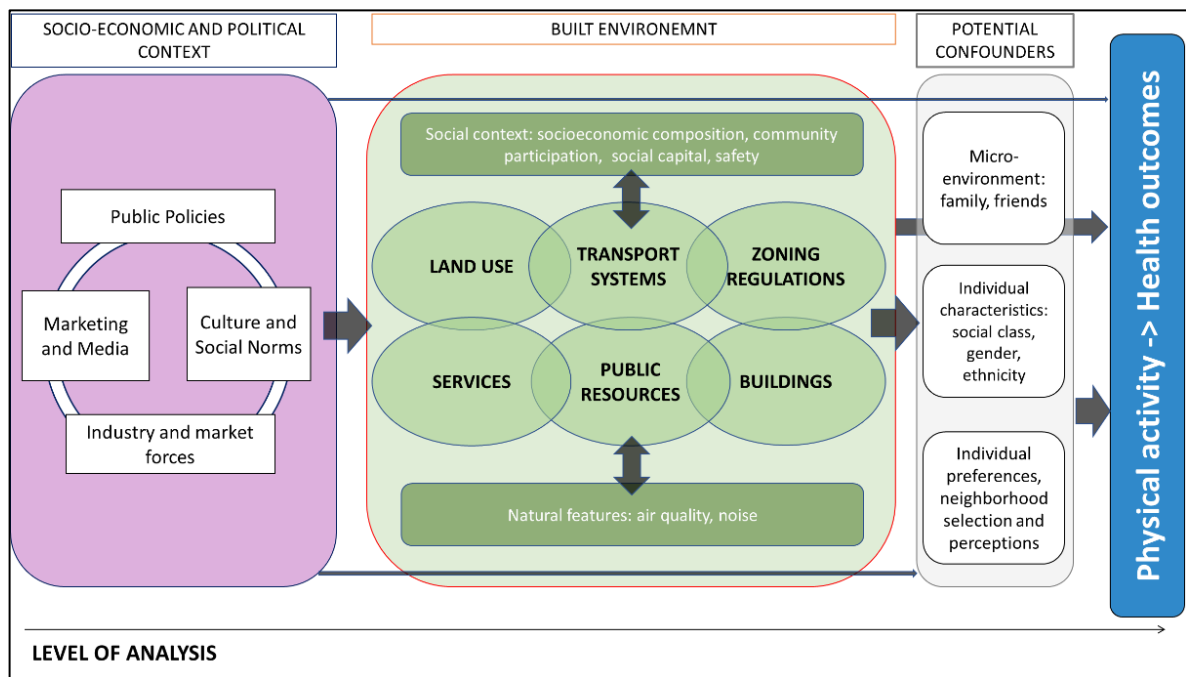 SOCIO-ECONOMIC AND POLITICAL
CONTEXT
BUILT ENVIRONEMNT
POTENTIAL
CONFOUNDERS
Public Policies
Marketing
and Media
Culture and
Social Norms
Industry and market
forces
Social context: socioeconomic composition, community
participation, social capital, safety
LAND USE
TRANSPORT
SYSTEMS
ZONING
REGULATIONS
SERVICES
PUBLIC
RESOURCES
BUILDINGS
Natural features: air quality, noise
Micro-
environment:
family, friends
Individual
characteristics:
social class,
gender,
ethnicity
Individual
preferences,
neighborhood
selection and
perceptions
Physical activity -> Health outcomes
LEVEL OF ANALYSIS